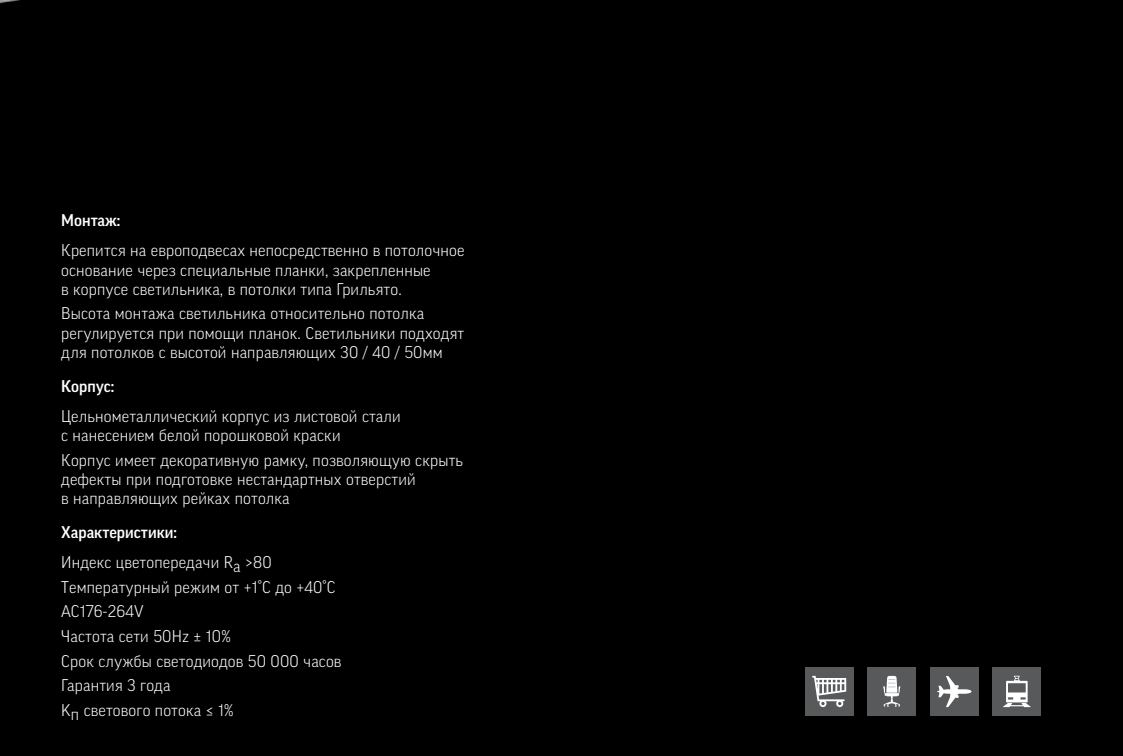 Монтаж:
Крепится на европодвесах непосредственно в потолочное
основание через специальные планки, закрепленные
в корпусе светильника, в потолки типа Грильято.
Высота монтажа светильника относительно потолка
регулируется при помощи планок. Светильники подходят
для потолков с высотой направляющих 30 / 40 / 50мм
Корпус:
Цельнометаллический корпус из листовой стали
с нанесением белой порошковой краски
Корпус имеет декоративную рамку, позволяющую скрыть
дефекты при подготовке нестандартных отверстий
в направляющих рейках потолка
Характеристики:
Индекс цветопередачи Ra >80
Температурный режим от +1˚С до +40˚С
AC176-264V
Частота сети 50Hz ± 10%
Срок службы светодиодов 50 000 часов
Гарантия 3 года
Кп светового потока ≤ 1%